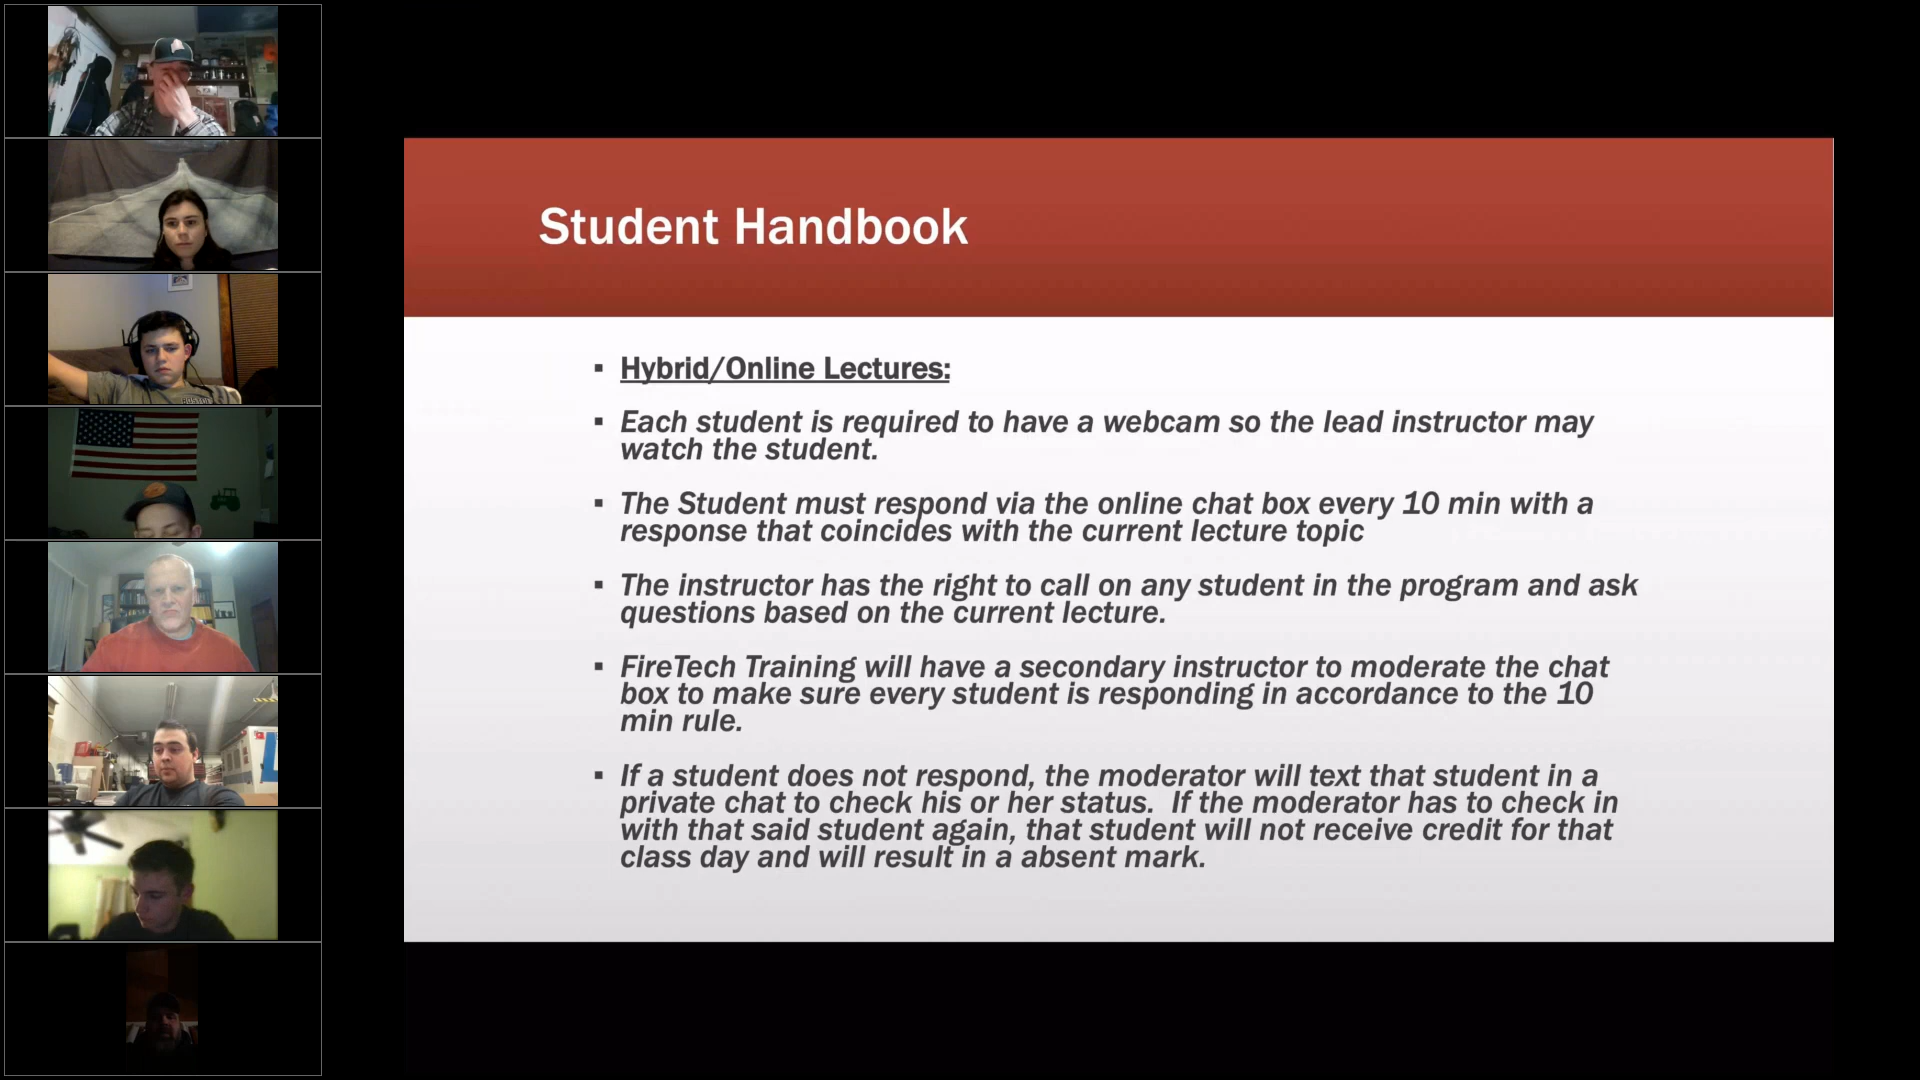 Student Handbook
Hybrid/Online Lectures:
Each student is required to have a webcam so the lead instructor may
watch the student.
The Student must respond via the online chat box every 10 min with a
response that coincides with the current lecture topic
The instructor has the right to call on any student in the program and ask
questions based on the current lecture.
FireTech Training will have a secondary instructor to moderate the chat
box to make sure every student is responding in accordance to the 10
min rule.
If a student does not respond, the moderator will text that student in a
private chat to check his or her status.  If the moderator has to check in
with that said student again, that student will not receive credit for that
class day and will result in a absent mark.